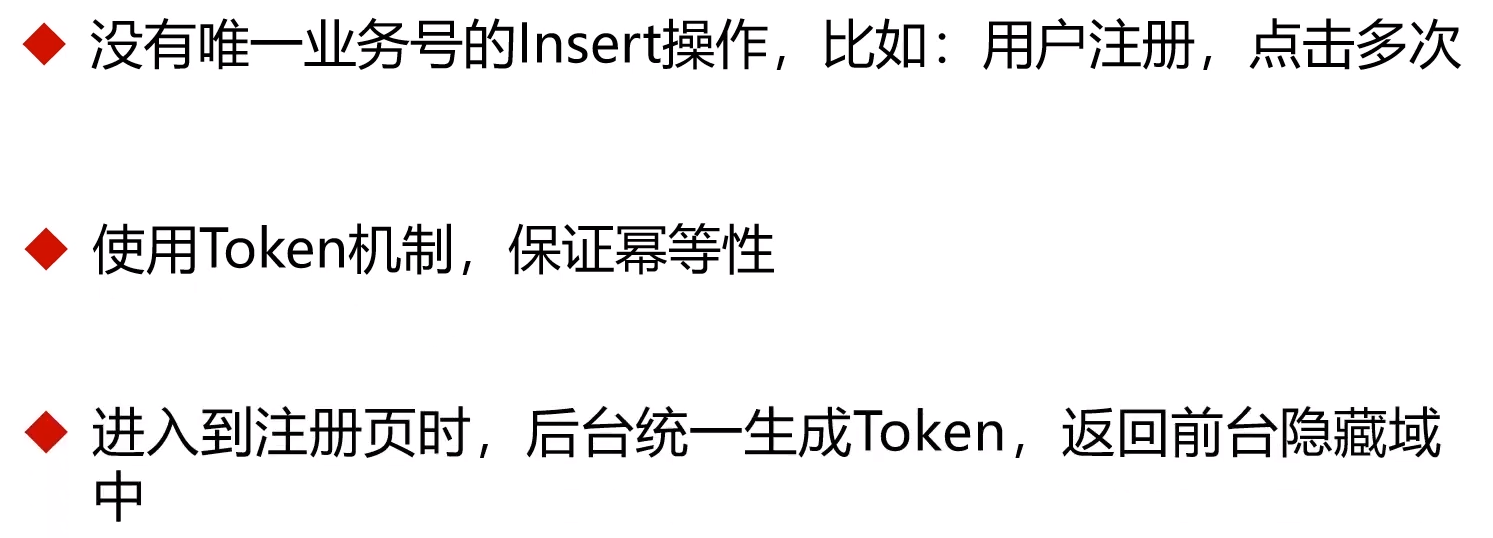 没有唯一业务号的Insert操作，比如：用户注册，点击多次
使用Token机制，保证幂等性
进入到注册页时，后台统一生成Token，返回前台隐藏域
中